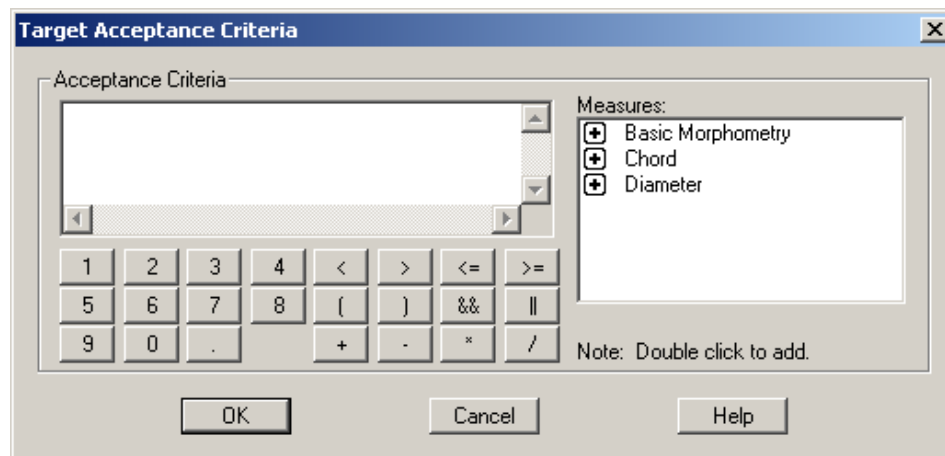 Target Acceptance Criteria
Acceptance Criteria
Measures:
Basic Morphometry
Chord
Diameter
1 2 3 4 < > <= >=
5 6 7 8 ( ) && ||
9 0 . + - * /
Note: Double click to add.
OK Cancel Help